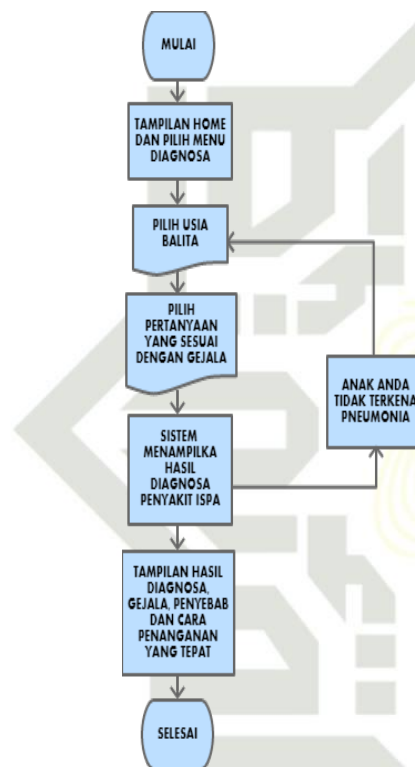 MULAI
TAMPILAN HOME
DAN PILIH MENU
DIAGNOSA
PILIH USIA
BALITA
PILIH
PERTANYAAN
YANG SESUAI
DENGAN GEJALA
ANAK ANDA
TIDAK TERKENA
PNEUMONIA
SISTEM
MENAMPILKA
HASIL
DIAGNOSA
PENYAKIT ISPA
TAMPILAN HASIL
DIAGNOSA,
GEJALA, PENYEBAB
DAN CARA
PENANGANAN
YANG TEPAT
SELESAI